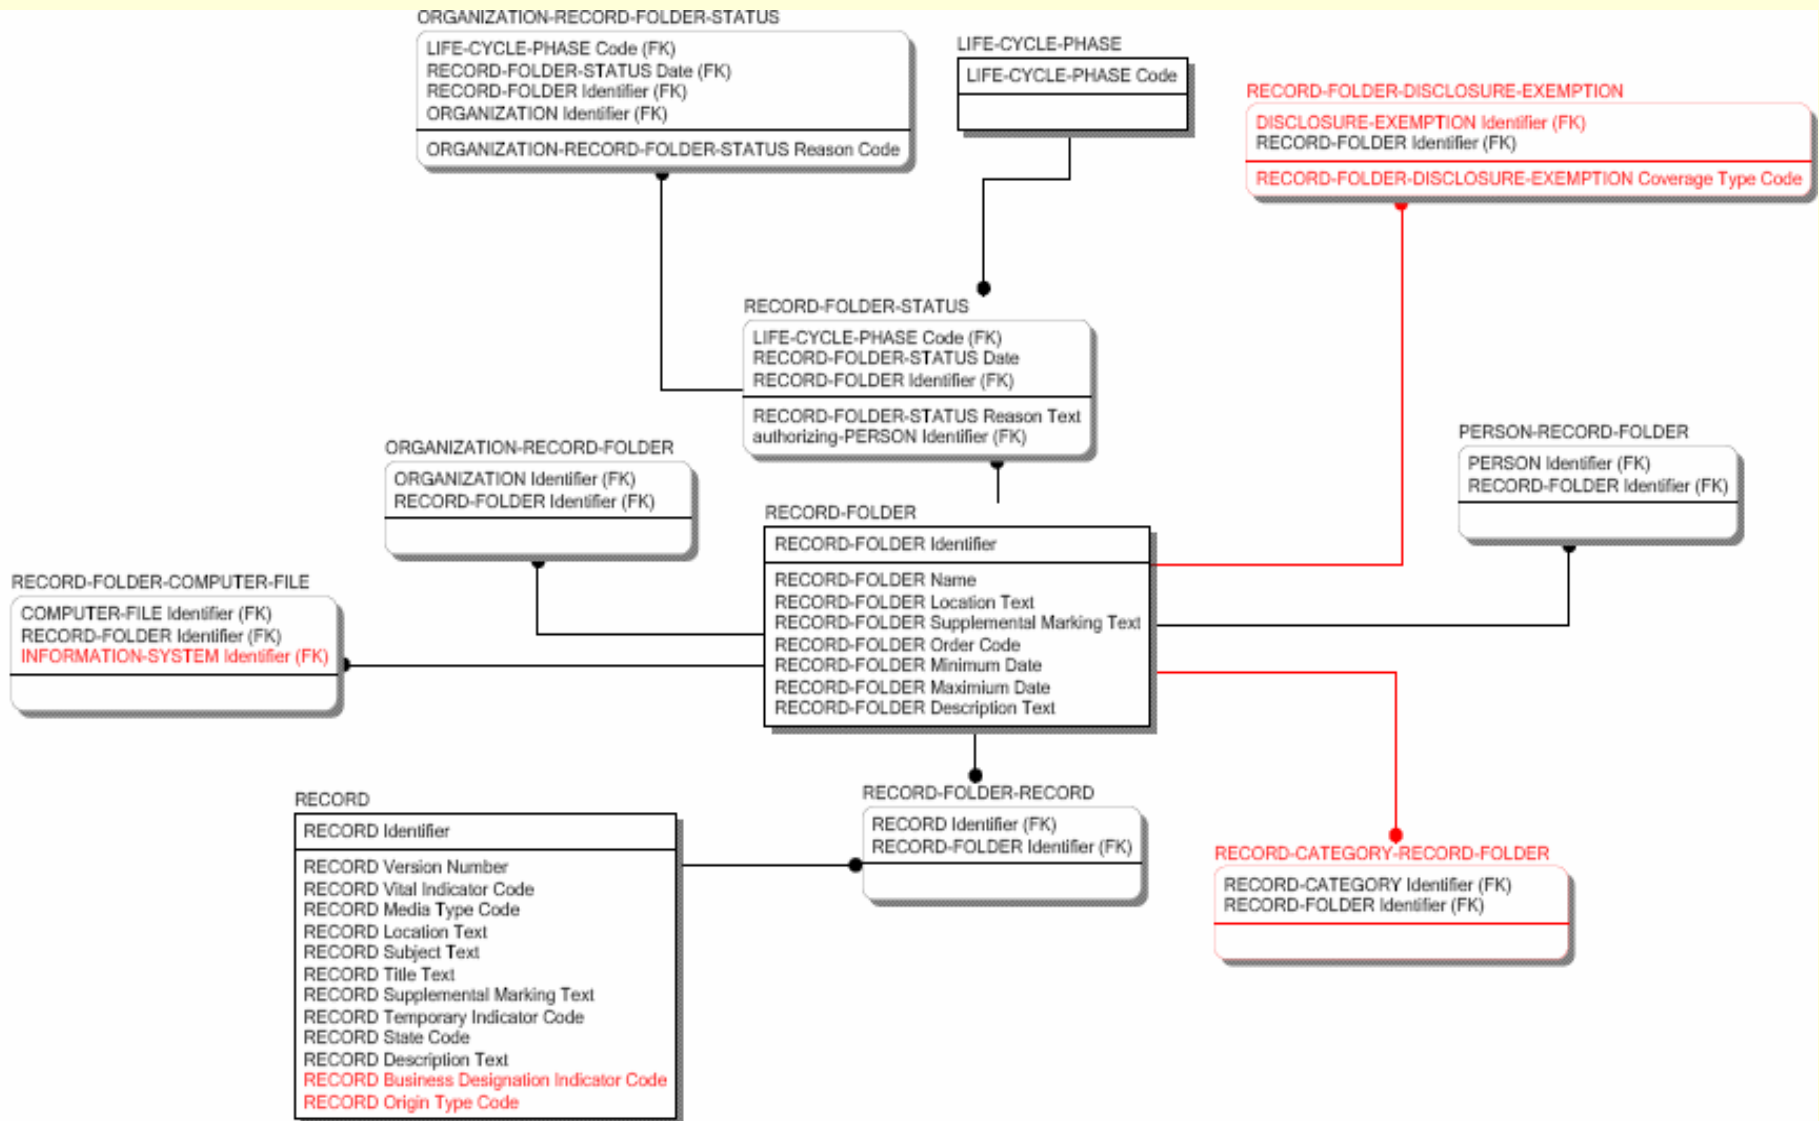 ORGANIZATION-RECORD-FOLDER-STATUS
LIFE-CYCLE-PHASE Code (FK)
RECORD-FOLDER-STATUS Date (FK)
RECORD-FOLDER Identifier (FK)
ORGANIZATION Identifier (FK)
ORGANIZATION-RECORD-FOLDER-STATUS Reason Code
LIFE-CYCLE-PHASE
LIFE-CYCLE-PHASE Code
RECORD-FOLDER-DISCLOSURE-EXEMPTION
DISCLOSURE-EXEMPTION Identifier (FK)
RECORD-FOLDER Identifier (FK)
RECORD-FOLDER-DISCLOSURE-EXEMPTION Coverage Type Code
RECORD-FOLDER-STATUS
LIFE-CYCLE-PHASE Code (FK)
RECORD-FOLDER-STATUS Date
RECORD-FOLDER Identifier (FK)
RECORD-FOLDER-STATUS Reason Text
authorizing-PERSON Identifier (FK)
ORGANIZATION-RECORD-FOLDER
ORGANIZATION Identifier (FK)
RECORD-FOLDER Identifier (FK)
PERSON-RECORD-FOLDER
PERSON Identifier (FK)
RECORD-FOLDER Identifier (FK)
RECORD-FOLDER
RECORD-FOLDER Identifier
RECORD-FOLDER Name
RECORD-FOLDER Location Text
RECORD-FOLDER Supplemental Marking Text
RECORD-FOLDER Order Code
RECORD-FOLDER Minimum Date
RECORD-FOLDER Maximium Date
RECORD-FOLDER Description Text
RECORD-FOLDER-COMPUTER-FILE
COMPUTER-FILE Identifier (FK)
RECORD-FOLDER Identifier (FK)
INFORMATION-SYSTEM Identifier (FK)
RECORD
RECORD Identifier
RECORD Version Number
RECORD Vital Indicator Code
RECORD Media Type Code
RECORD Location Text
RECORD Subject Text
RECORD Title Text
RECORD Supplemental Marking Text
RECORD Temporary Indicator Code
RECORD State Code
RECORD Description Text
RECORD Business Designation Indicator Code
RECORD Origin Type Code
RECORD-FOLDER-RECORD
RECORD Identifier (FK)
RECORD-FOLDER Identifier (FK)
RECORD-CATEGORY-RECORD-FOLDER
RECORD-CATEGORY Identifier (FK)
RECORD-FOLDER Identifier (FK)